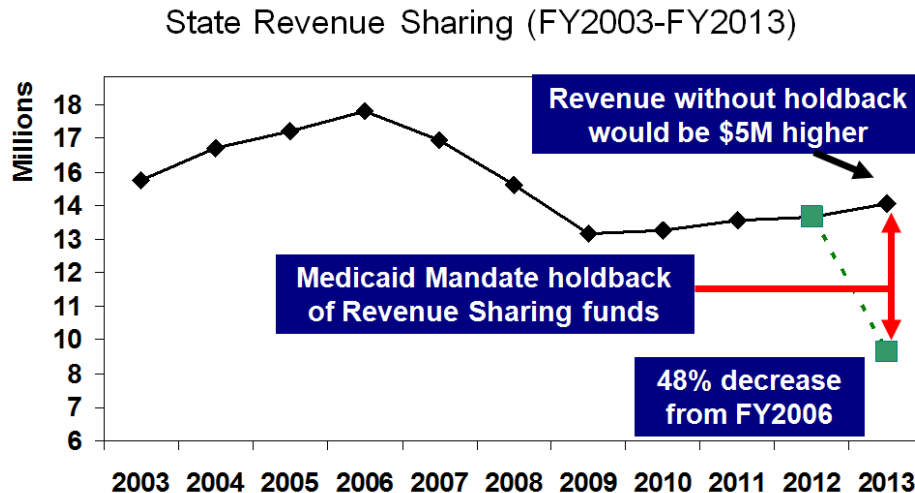 State Revenue Sharing (FY2003-FY2013)
Millions
18
17
16
14
13
12
11
10
8
7
6
Revenue without holdback
would be $5M higher
Medicaid Mandate holdback
of Revenue Sharing funds
48% decrease
from FY2006
2003 2004 2005 2006 2007 2008 2009 2010 2011 2012 2013